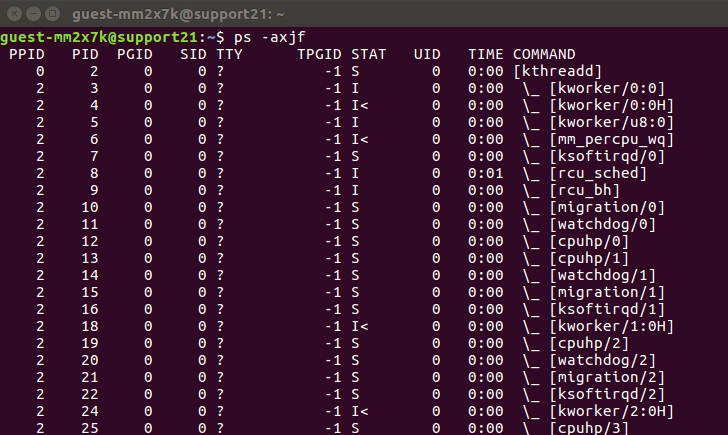 guest-mm2x7k@support21: ~
guest-mm2x7k@support21:~$ ps -axjf
PPID PID PGID SID TTY TPGID STAT UID TIME COMMAND
0 2 0 0 ? -1 S 0 0:00 [kthreadd]
2 3 0 0 ? -1 I 0 0:00 \_ [kworker/0:0]
2 4 0 0 ? -1 I< 0 0:00 \_ [kworker/0:0H]
2 5 0 0 ? -1 I 0 0:00 \_ [kworker/u8:0]
2 6 0 0 ? -1 I< 0 0:00 \_ [mm_percpu_wq]
2 7 0 0 ? -1 S 0 0:00 \_ [ksoftirqd/0]
2 8 0 0 ? -1 I 0 0:01 \_ [rcu_sched]
2 9 0 0 ? -1 I 0 0:00 \_ [rcu_bh]
2 10 0 0 ? -1 S 0 0:00 \_ [migration/0]
2 11 0 0 ? -1 S 0 0:00 \_ [watchdog/0]
2 12 0 0 ? -1 S 0 0:00 \_ [cpuhp/0]
2 13 0 0 ? -1 S 0 0:00 \_ [cpuhp/1]
2 14 0 0 ? -1 S 0 0:00 \_ [watchdog/1]
2 15 0 0 ? -1 S 0 0:00 \_ [migration/1]
2 16 0 0 ? -1 S 0 0:00 \_ [ksoftirqd/1]
2 18 0 0 ? -1 I< 0 0:00 \_ [kworker/1:0H]
2 19 0 0 ? -1 S 0 0:00 \_ [cpuhp/2]
2 20 0 0 ? -1 S 0 0:00 \_ [watchdog/2]
2 21 0 0 ? -1 S 0 0:00 \_ [migration/2]
2 22 0 0 ? -1 S 0 0:00 \_ [ksoftirqd/2]
2 24 0 0 ? -1 I< 0 0:00 \_ [kworker/2:0H]
2 25 0 0 ? -1 S 0 0:00 \_ [cpuhp/3]